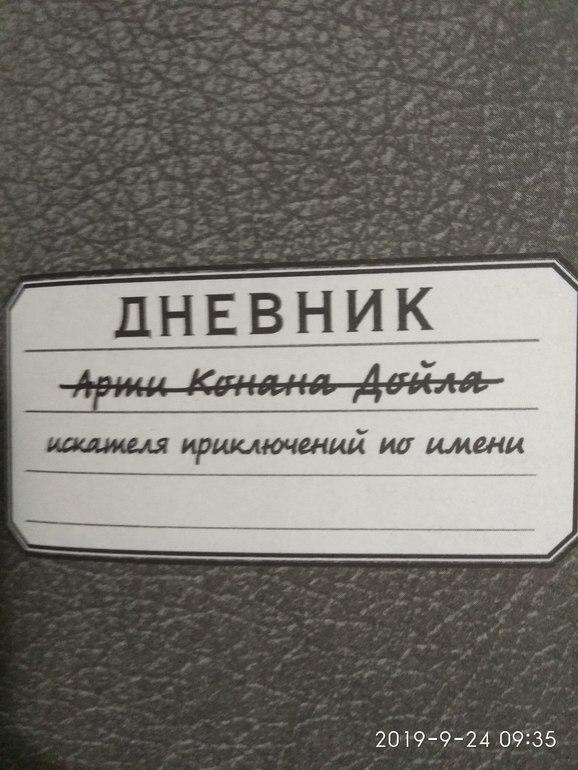 ДНЕВНИК
Арти Конана Дойла
искателя приключений по имени
2019-9-24 09:35